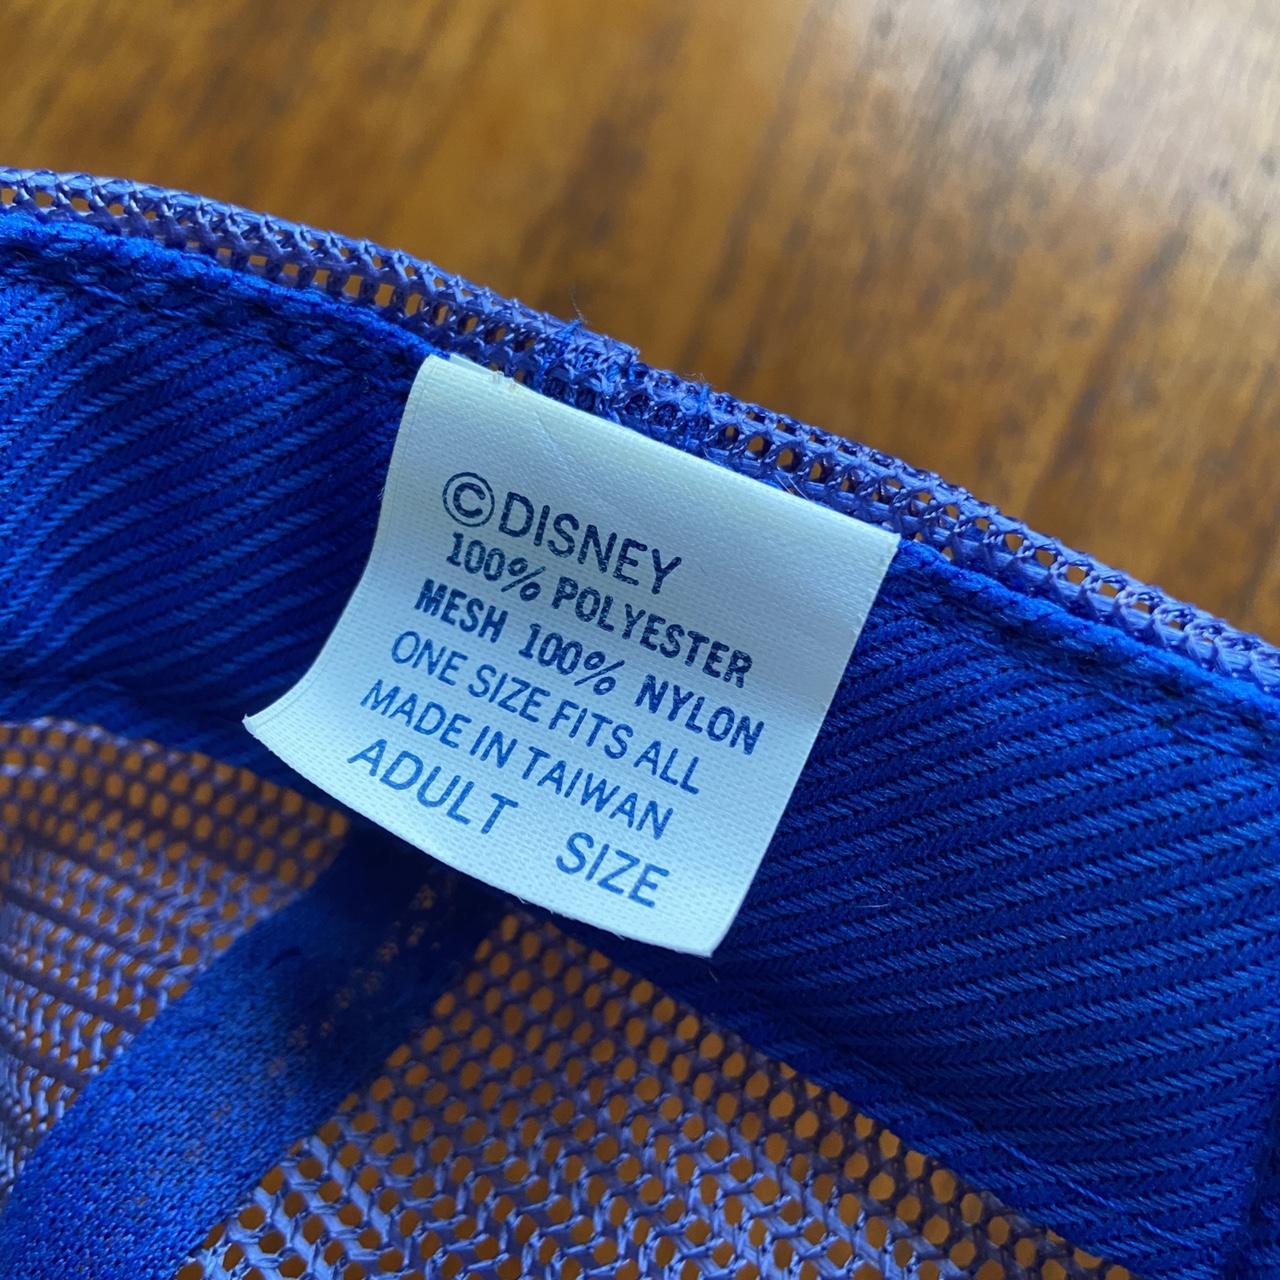 ©DISNEY
100% POLYESTER
MESH 100% NYLON
ONE SIZE FITS ALL
MADE IN TAIWAN
ADULT SIZE